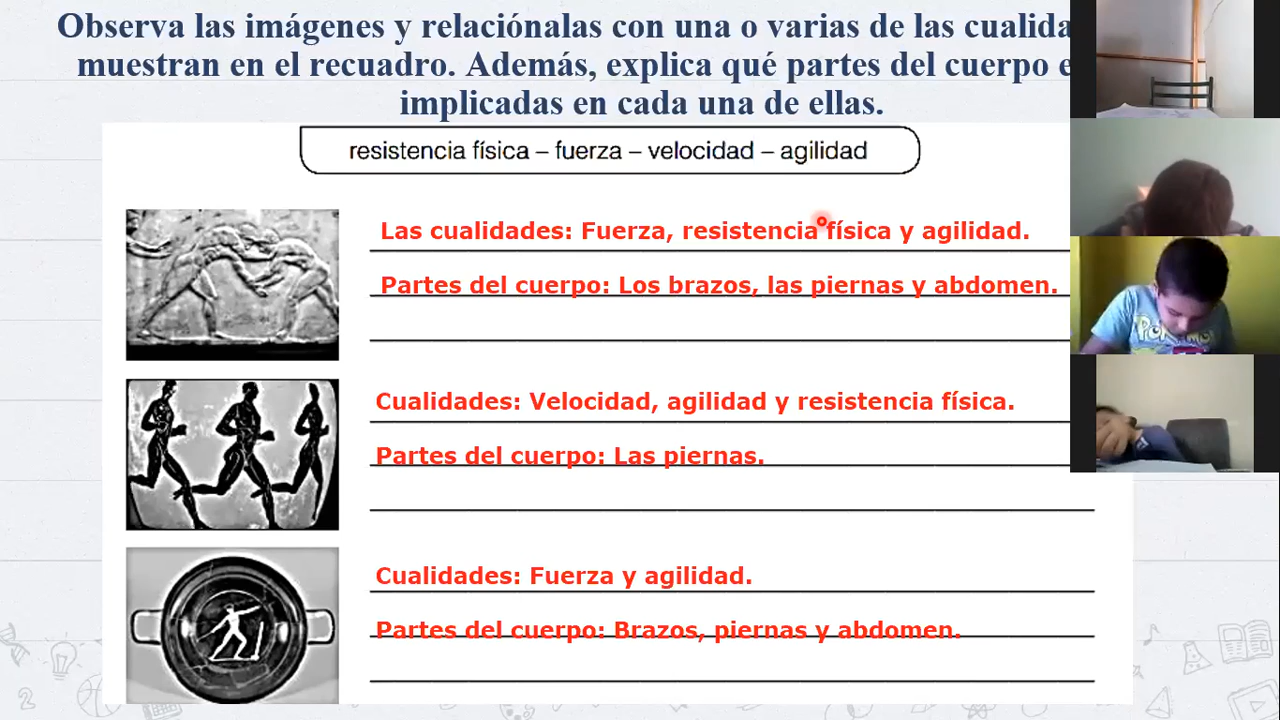 Observa las imágenes y relaciónalas con una o varias de las
muestran en el recuadro. Además, explica qué partes del cuerpo
implicadas en cada una de ellas.
resistencia física – fuerza – velocidad – agilidad
Las cualidades: Fuerza, resistencia física y agilidad.
Partes del cuerpo: Los brazos, las piernas y abdomen.
Cualidades: Velocidad, agilidad y resistencia física.
Partes del cuerpo: Las piernas.
Cualidades: Fuerza y agilidad.
Partes del cuerpo: Brazos, piernas y abdomen.